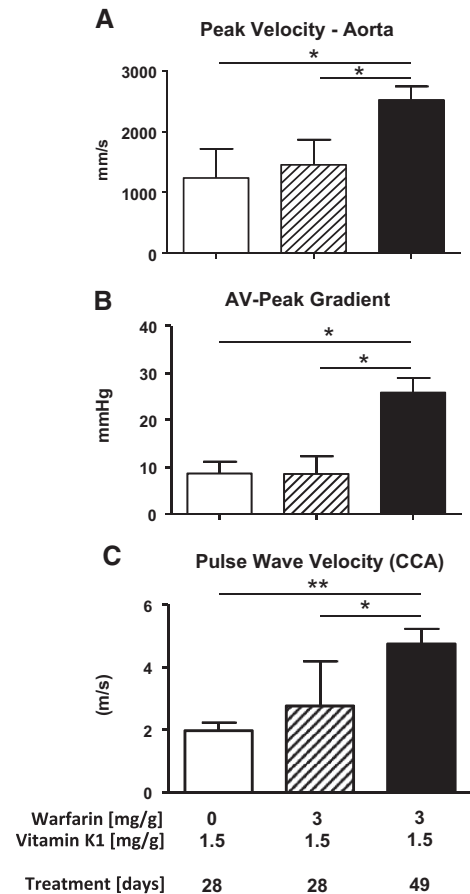 A
Peak Velocity - Aorta
*
*
3000
2000
1000
0
mm/s
B
AV-Peak Gradient
*
*
40
30
20
10
0
mmHg
C
Pulse Wave Velocity (CCA)
**
*
6
4
2
0
(m/s)
Warfarin [mg/g] 0 3 3
Vitamin K1 [mg/g] 1.5 1.5 1.5
Treatment [days] 28 28 49